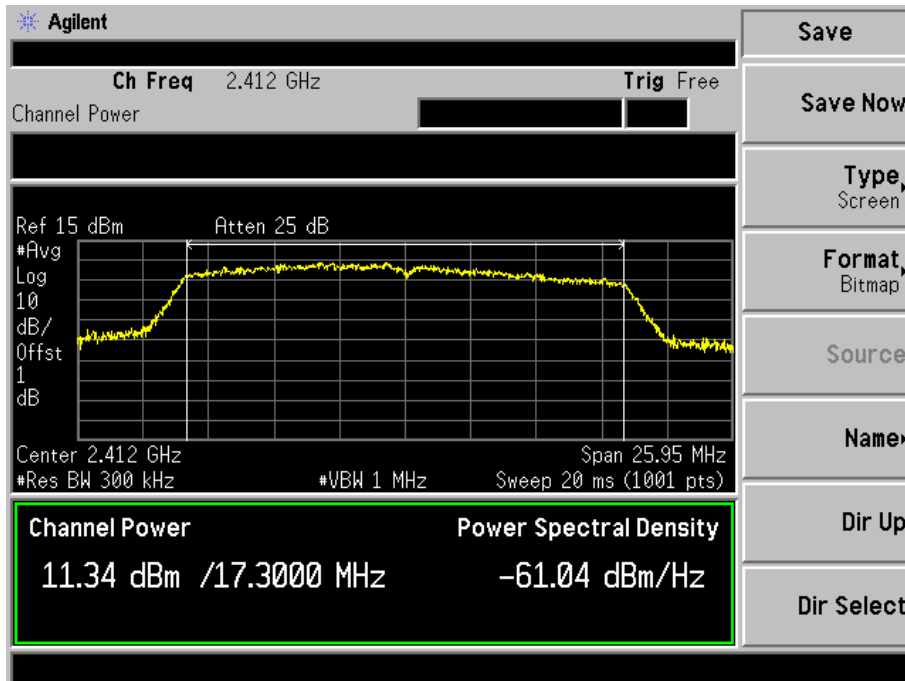 Agilent
Ch Freq 2.412 GHz Trig Free
Channel Power
Ref 15 dBm Atten 25 dB
#Avg
Log
10
dB/
Offst
1
dB
Center 2.412 GHz Span 25.95 MHz
#Res BW 300 kHz #VBW 1 MHz Sweep 20 ms (1001 pts)
Channel Power Power Spectral Density
11.34 dBm /17.3000 MHz -61.04 dBm/Hz
Save
Save Now
Type
Screen
Format
Bitmap
Source
Name
Dir Up
Dir Select